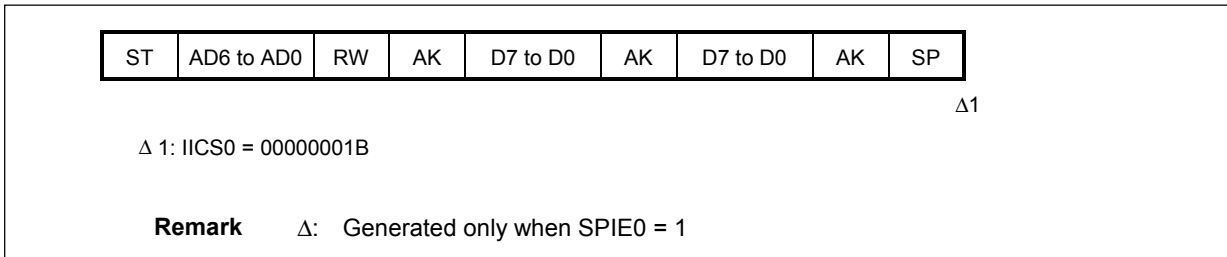 ST AD6 to AD0 RW AK D7 to D0 AK D7 to D0 AK SP
Δ1
Δ 1: IICS0 = 00000001B
Remark Δ: Generated only when SPIE0 = 1